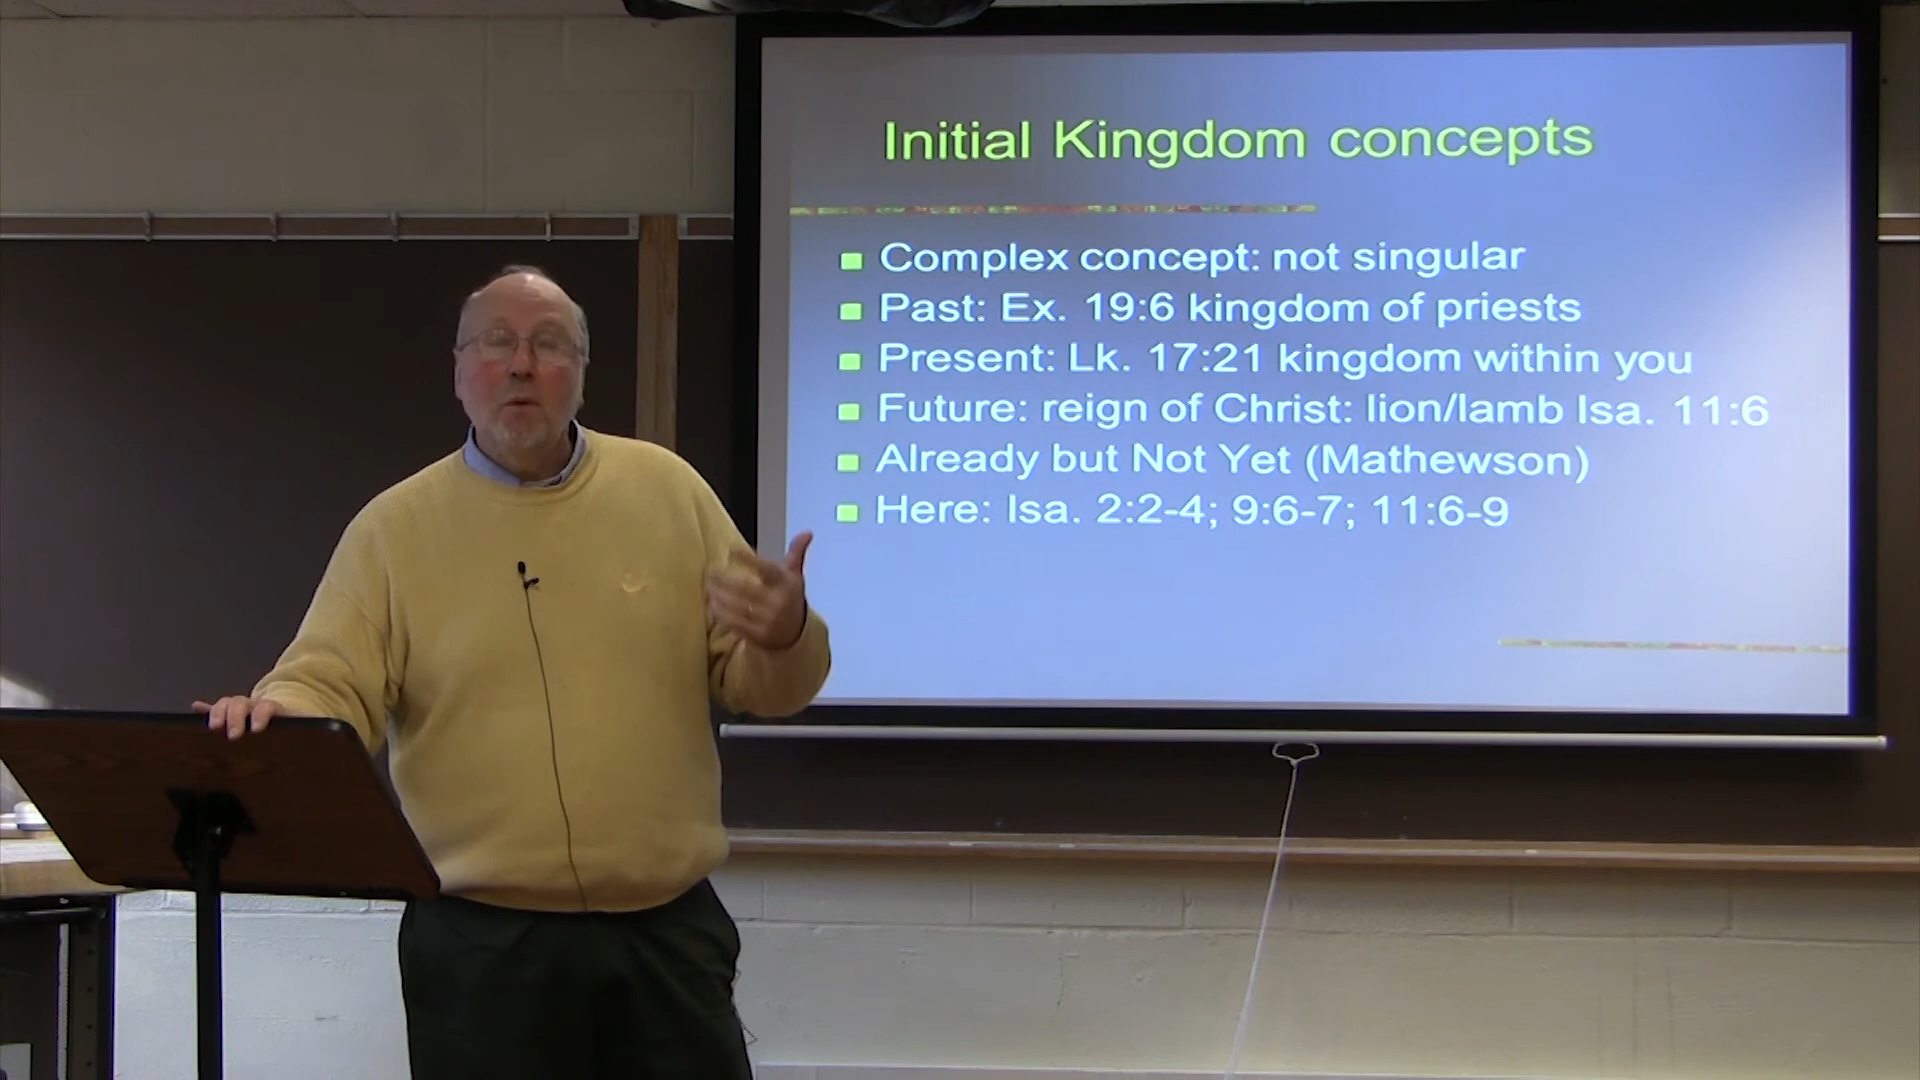 Initial Kingdom concepts
Complex concept: not singular
Past: Ex. 19:6 kingdom of priests
Present: Lk. 17:21 kingdom within you
Future: reign of Christ: lion/lamb Isa. 11:6
Already but Not Yet (Mathewson)
Here: Isa. 2:2-4; 9:6-7; 11:6-9